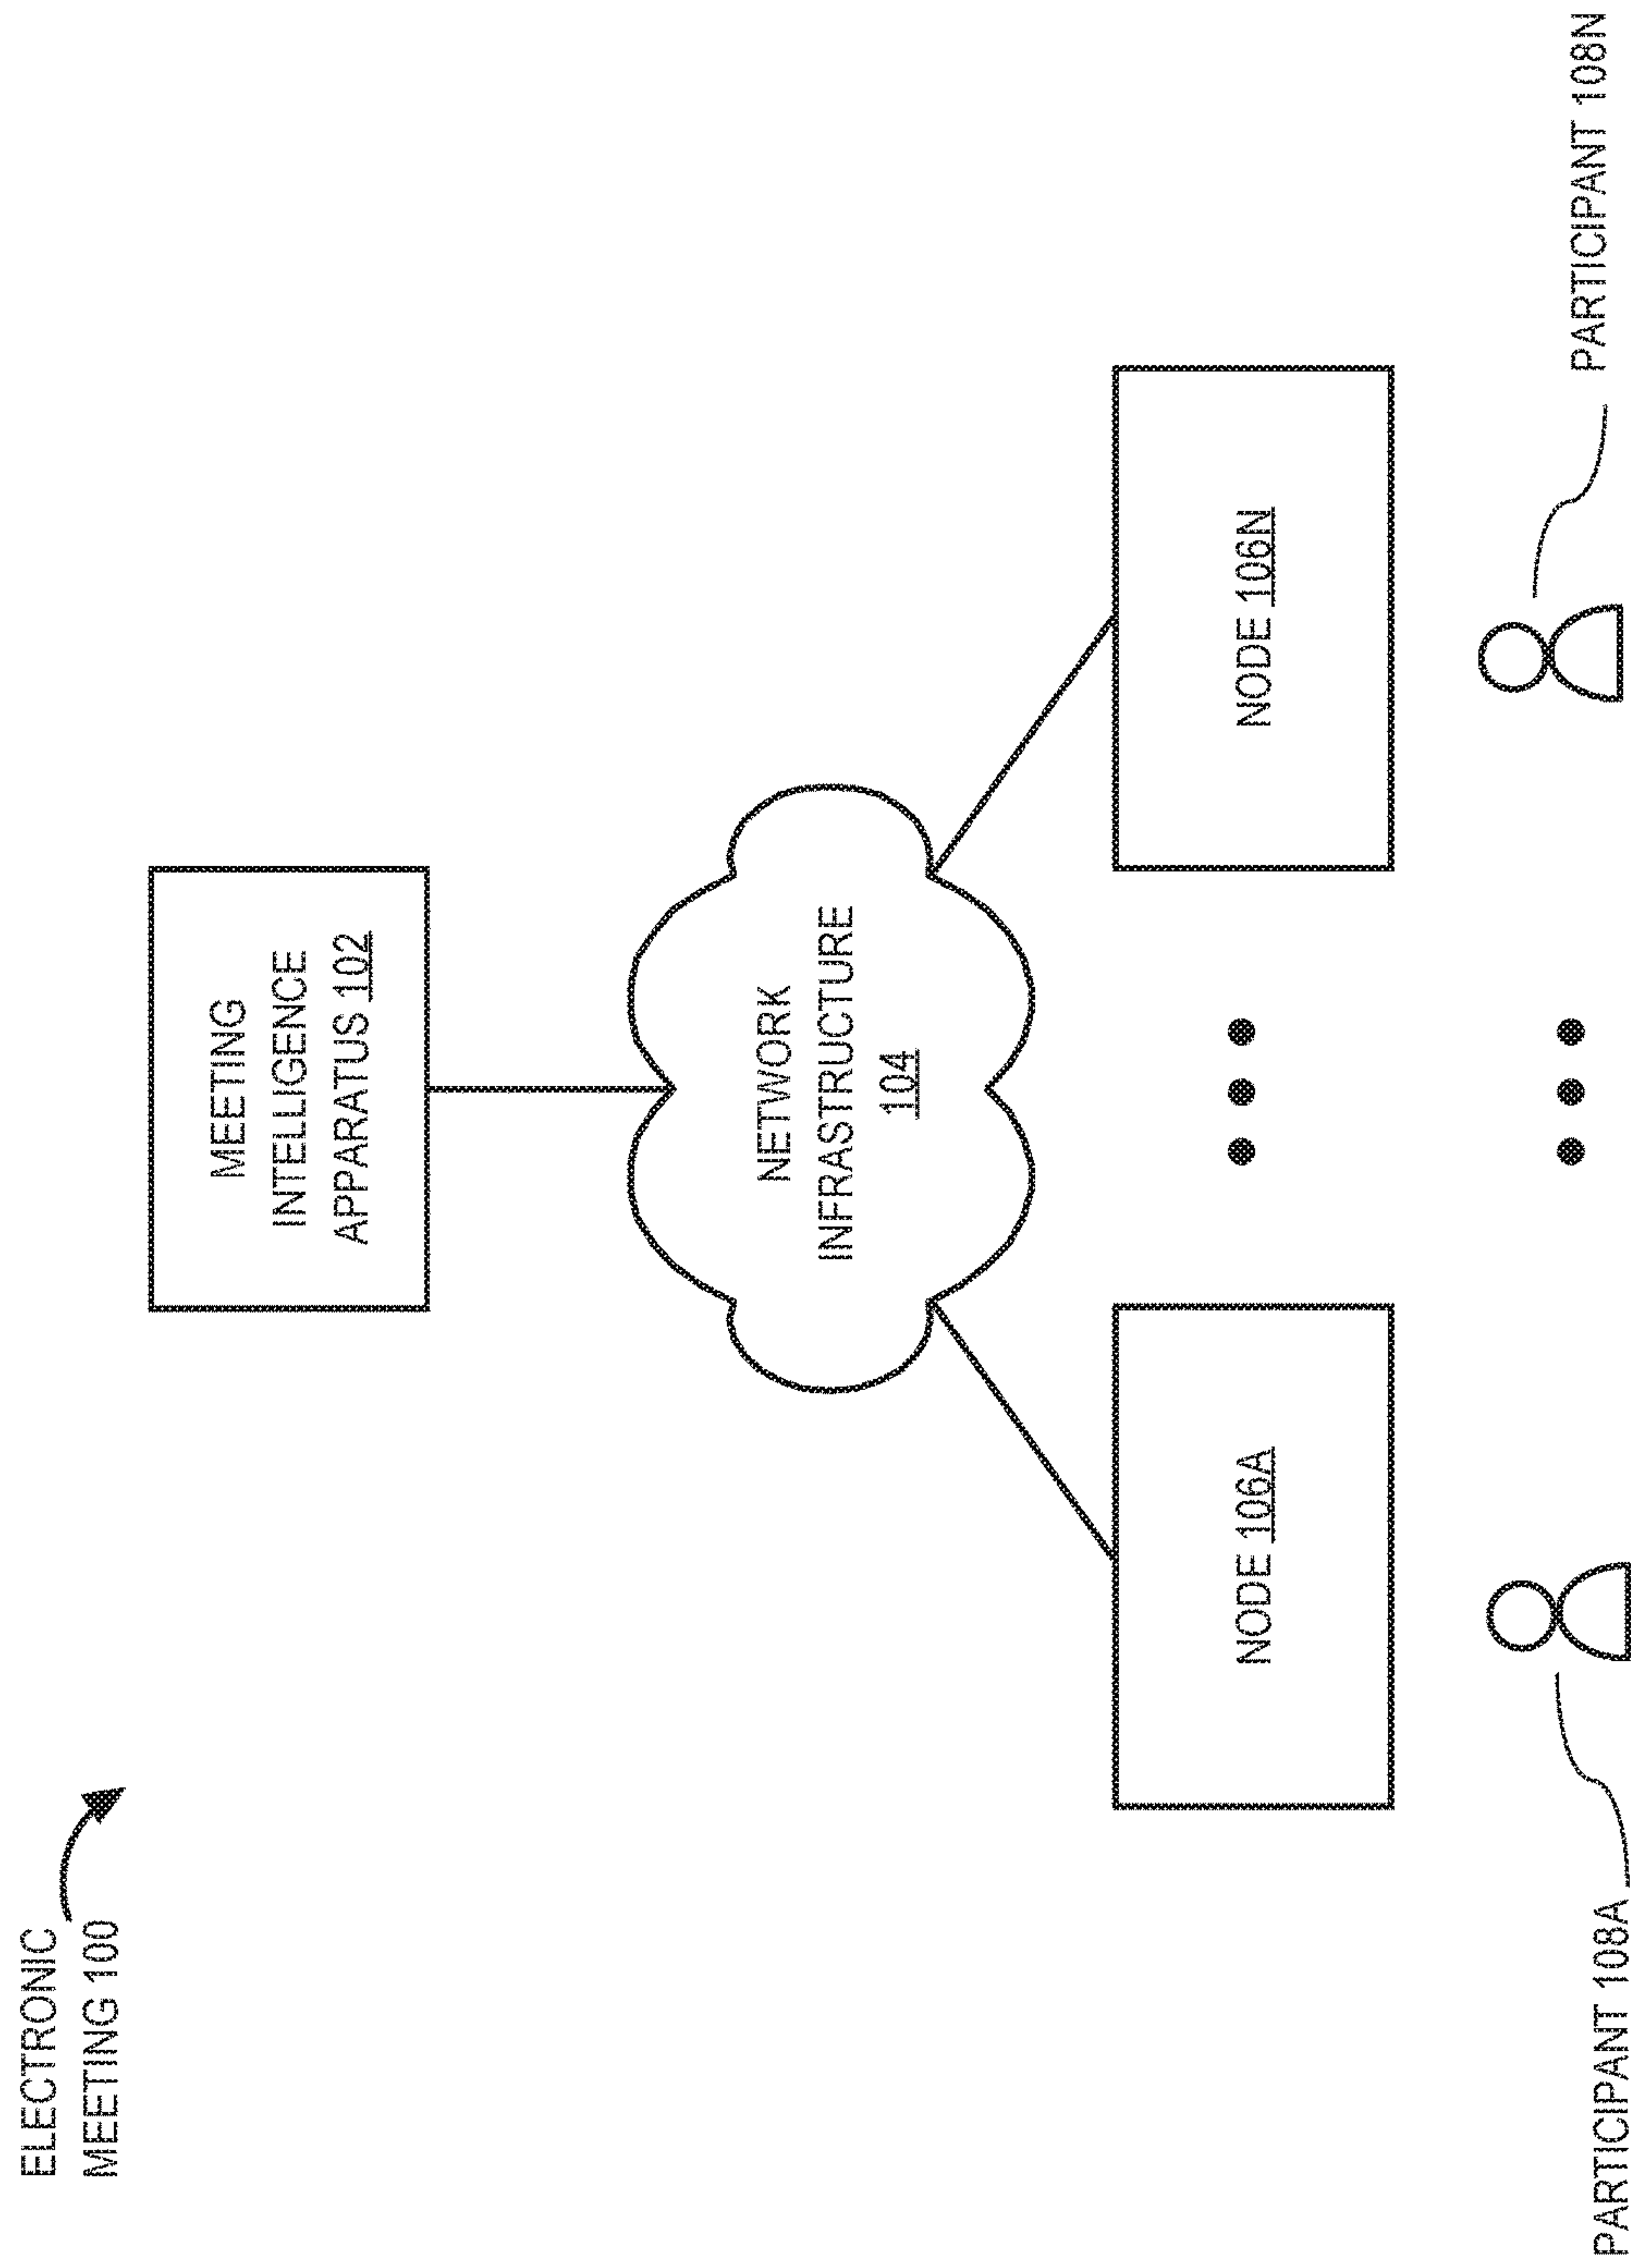 ELECTRONIC
MEETING 100
MEETING
INTELLIGENCE
APPARATUS 102
NETWORK
INFRASTRUCTURE
104
NODE 106A
NODE 106N
PARTICIPANT 108A
PARTICIPANT 108N